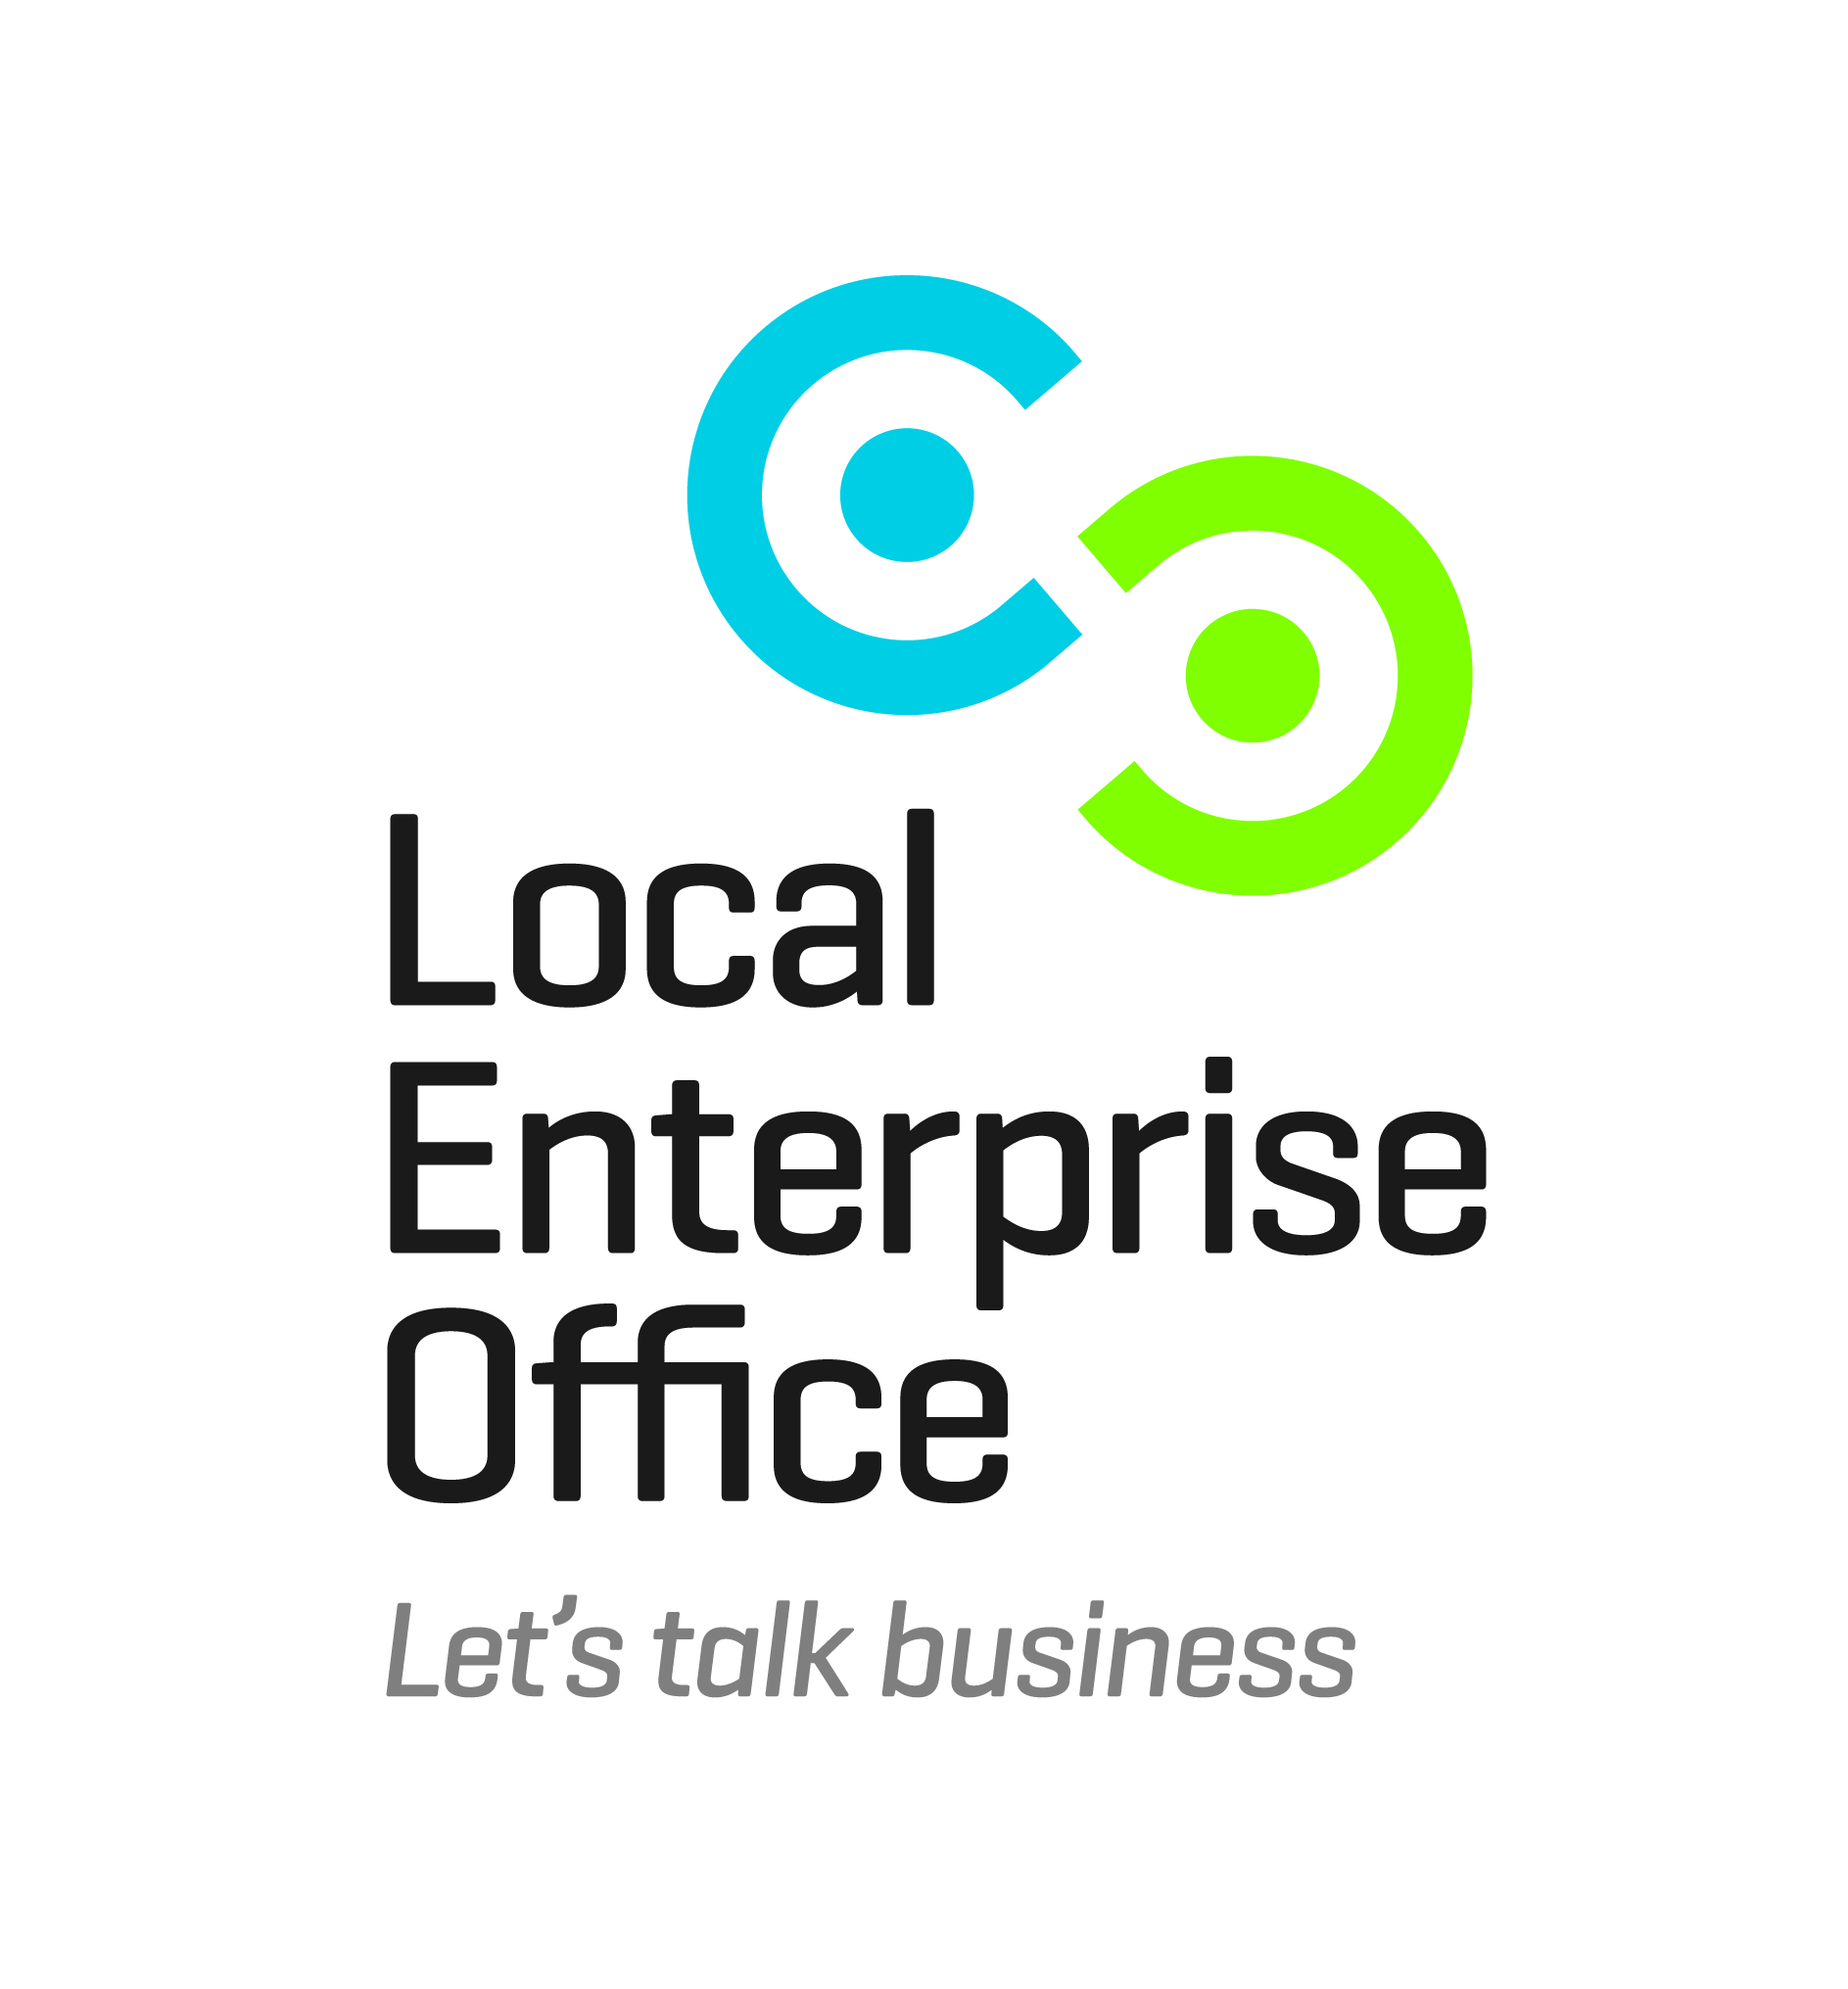 Local
Enterprise
Office
Let’s talk business